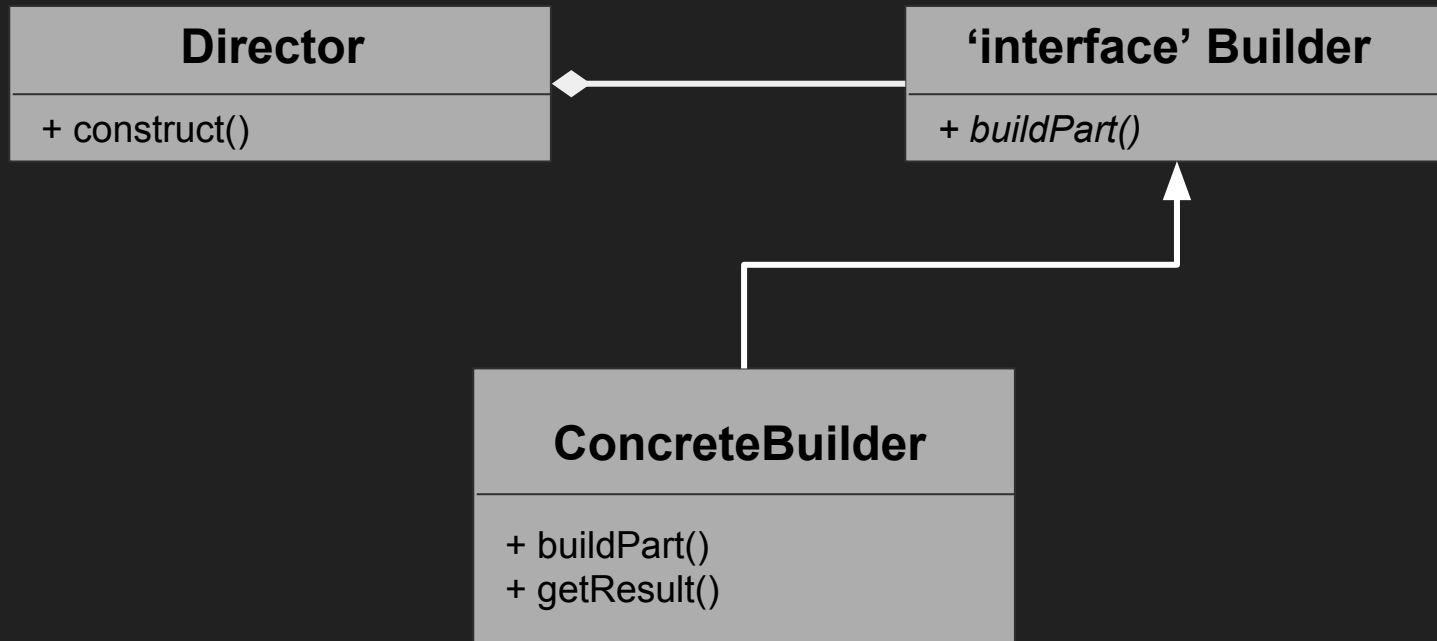 Director
+ construct()
‘interface’ Builder
+ buildPart()
ConcreteBuilder
+ buildPart()
+ getResult()